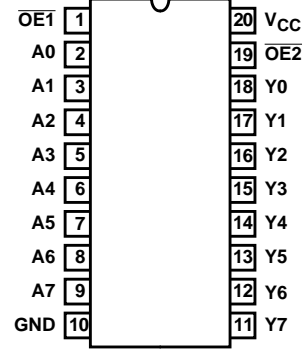 O̅E̅1̅ 1 20 VCC
A0 2 19 O̅E̅2̅
A1 3 18 Y0
A2 4 17 Y1
A3 5 16 Y2
A4 6 15 Y3
A5 7 14 Y4
A6 8 13 Y5
A7 9 12 Y6
GND 10 11 Y7